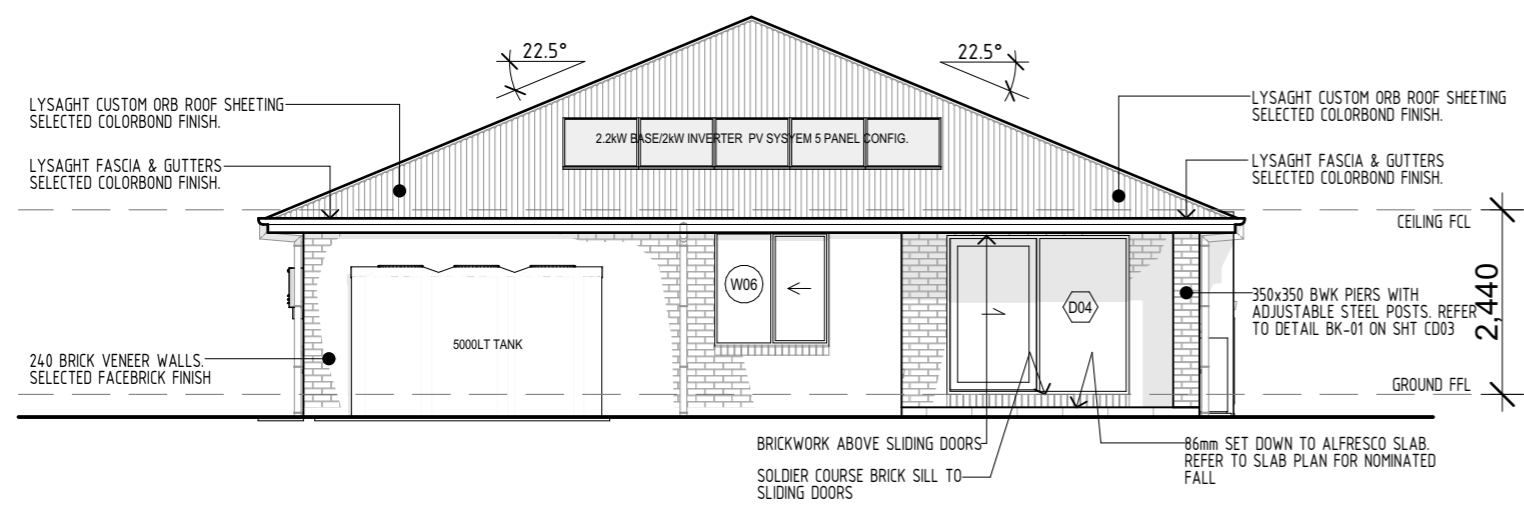 22.5°
22.5°
LYSAGHT CUSTOM ORB ROOF SHEETING
SELECTED COLORBOND FINISH.
LYSAGHT CUSTOM ORB ROOF SHEETING
SELECTED COLORBOND FINISH.
2.2kW BASE/2kW INVERTER PV SYSYEM 5 PANEL CONFIG.
LYSAGHT FASCIA & GUTTERS
SELECTED COLORBOND FINISH.
LYSAGHT FASCIA & GUTTERS
SELECTED COLORBOND FINISH.
CEILING FCL
W06
D04
350x350 BWK PIERS WITH
ADJUSTABLE STEEL POSTS. REFER
TO DETAIL BK-01 ON SHT CD03
2,440
5000LT TANK
240 BRICK VENEER WALLS.
SELECTED FACEBRICK FINISH
GROUND FFL
BRICKWORK ABOVE SLIDING DOORS
SOLDIER COURSE BRICK SILL TO
SLIDING DOORS
86mm SET DOWN TO ALFRESCO SLAB.
REFER TO SLAB PLAN FOR NOMINATED
FALL